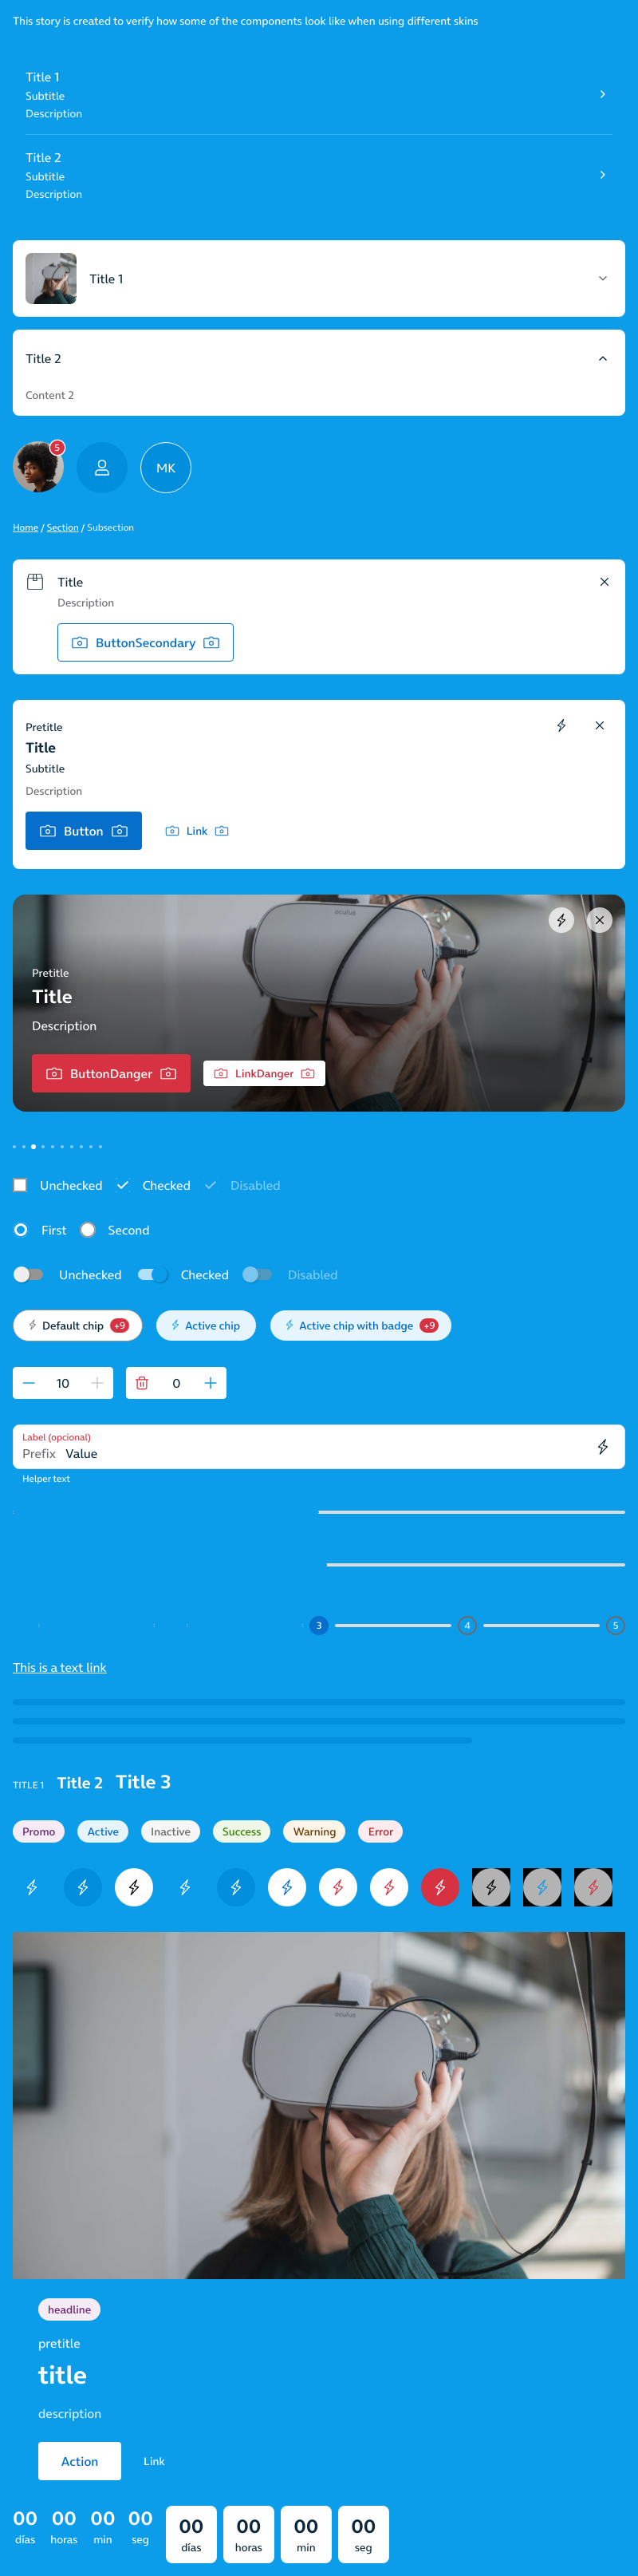 This story is created to verify how some of the components look like when using different skins
Title 1
Subtitle
Description
Title 2
Subtitle
Description
Title 1
Title 2
Content 2
5
MK
Home / Section / Subsection
Title
Description
ButtonSecondary
Pretitle
Title
Subtitle
Description
Button Link
oculus
Pretitle
Title
Description
ButtonDanger LinkDanger
Unchecked Checked Disabled
First Second
Unchecked Checked Disabled
Default chip +9 Active chip Active chip with badge +9
10 0
Label (opcional)
Prefix Value
Helper text
3 4 5
This is a text link
TITLE 1 Title 2 Title 3
Promo Active Inactive Success Warning Error
oculus
headline
pretitle
title
description
Action Link
00 00 00 00 00 00 00 00
días horas min seg días horas min seg